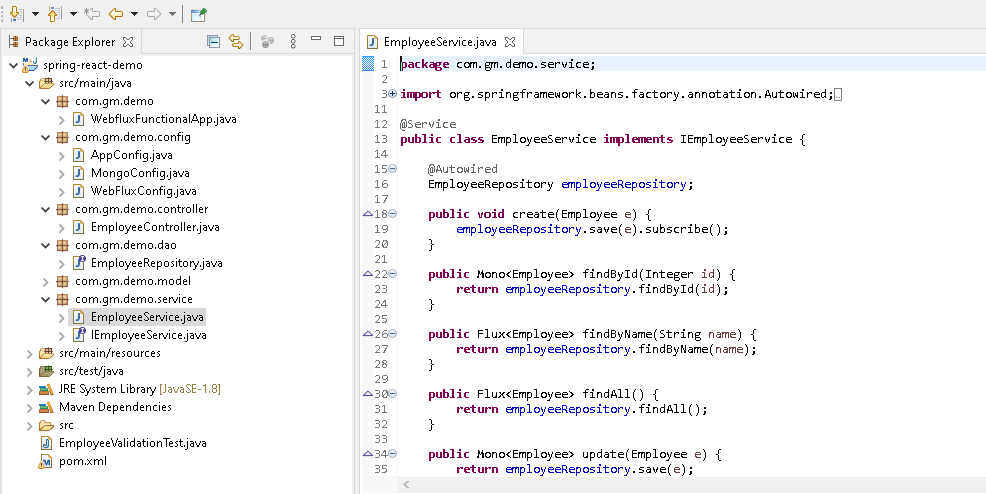 Package Explorer
spring-react-demo
src/main/java
com.gm.demo
WebfluxFunctionalApp.java
com.gm.demo.config
AppConfig.java
MongoConfig.java
WebFluxConfig.java
com.gm.demo.controller
EmployeeController.java
com.gm.demo.dao
EmployeeRepository.java
com.gm.demo.model
com.gm.demo.service
EmployeeService.java
IEmployeeService.java
src/main/resources
src/test/java
JRE System Library [JavaSE-1.8]
Maven Dependencies
src
EmployeeValidationTest.java
pom.xml
EmployeeService.java
1 package com.gm.demo.service;
2
3 import org.springframework.beans.factory.annotation.Autowired;
11
12 @Service
13 public class EmployeeService implements IEmployeeService {
14
15 @Autowired
16 EmployeeRepository employeeRepository;
17
18 public void create(Employee e) {
19 employeeRepository.save(e).subscribe();
20 }
21
22 public Mono<Employee> findById(Integer id) {
23 return employeeRepository.findById(id);
24 }
25
26 public Flux<Employee> findByName(String name) {
27 return employeeRepository.findByName(name);
28 }
29
30 public Flux<Employee> findAll() {
31 return employeeRepository.findAll();
32 }
33
34 public Mono<Employee> update(Employee e) {
35 return employeeRepository.save(e);